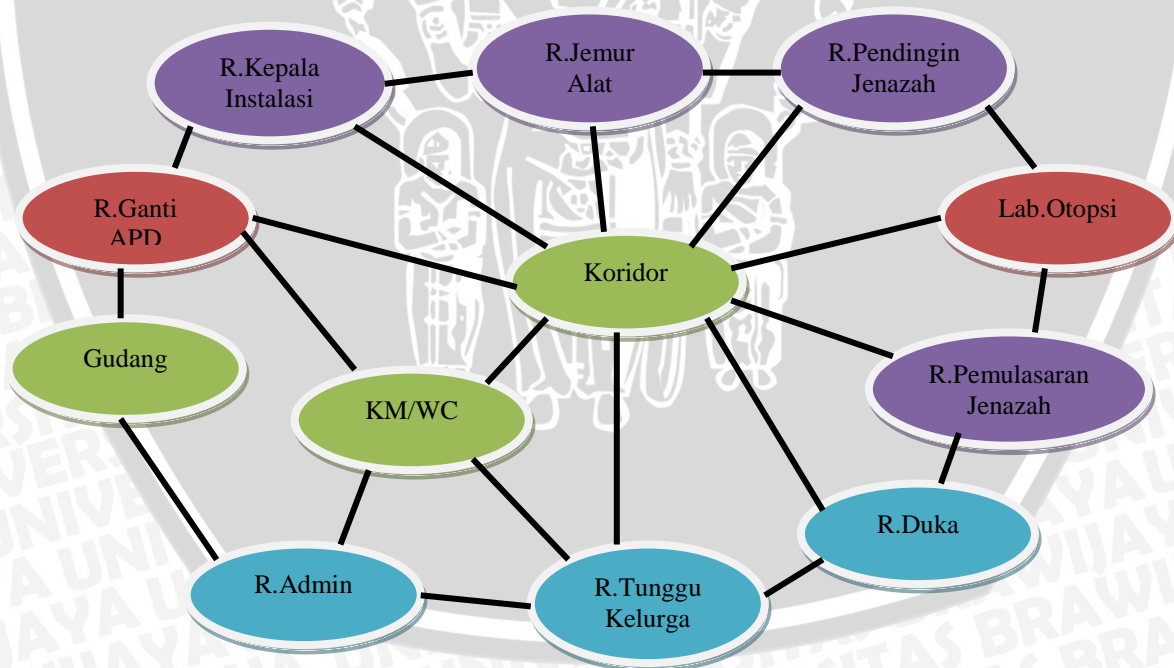 R.Kepala
Instalasi
R.Jemur
Alat
R.Pendingin
Jenazah
R.Ganti
APD
Lab.Otopsi
Koridor
Gudang
KM/WC
R.Pemulasaran
Jenazah
R.Duka
R.Admin
R.Tunggu
Kelurga